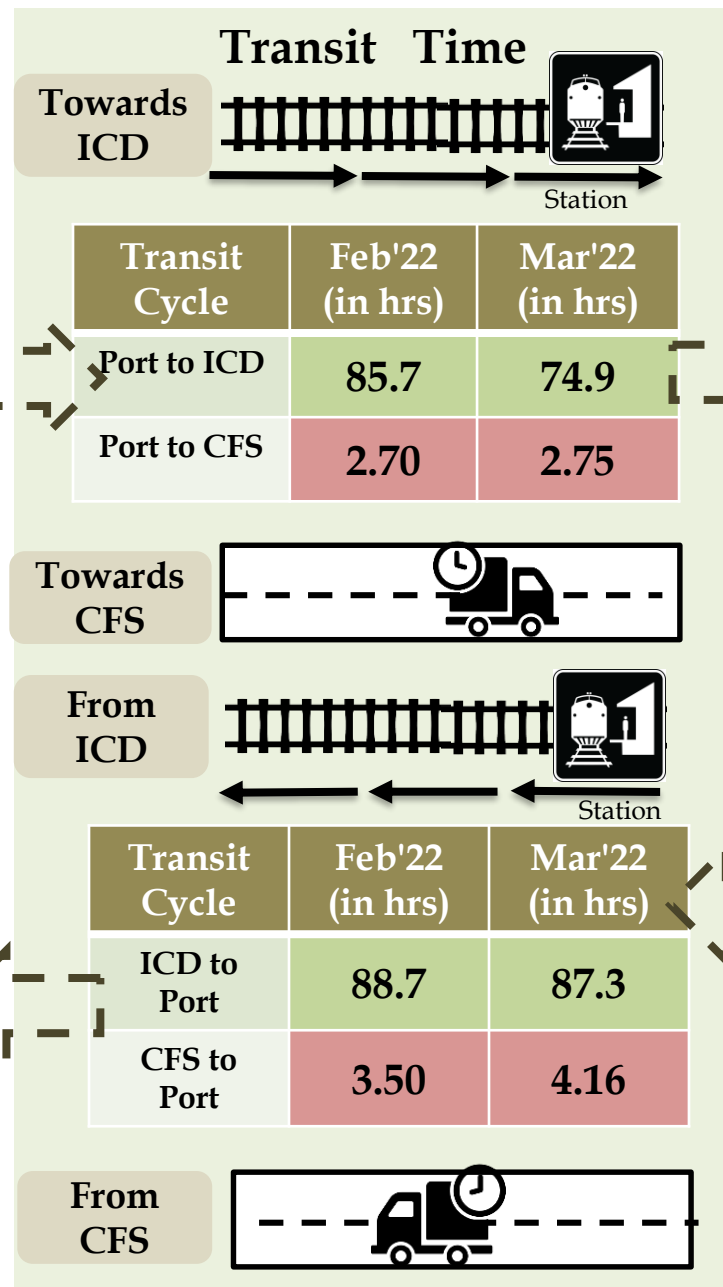 Transit Time
Towards
ICD
Station
Transit
Cycle
Feb'22
(in hrs)
Mar'22
(in hrs)
Port to ICD
85.7
74.9
Port to CFS
2.70
2.75
Towards
CFS
From
ICD
Station
Transit
Cycle
Feb'22
(in hrs)
Mar'22
(in hrs)
ICD to
Port
88.7
87.3
CFS to
Port
3.50
4.16
From
CFS